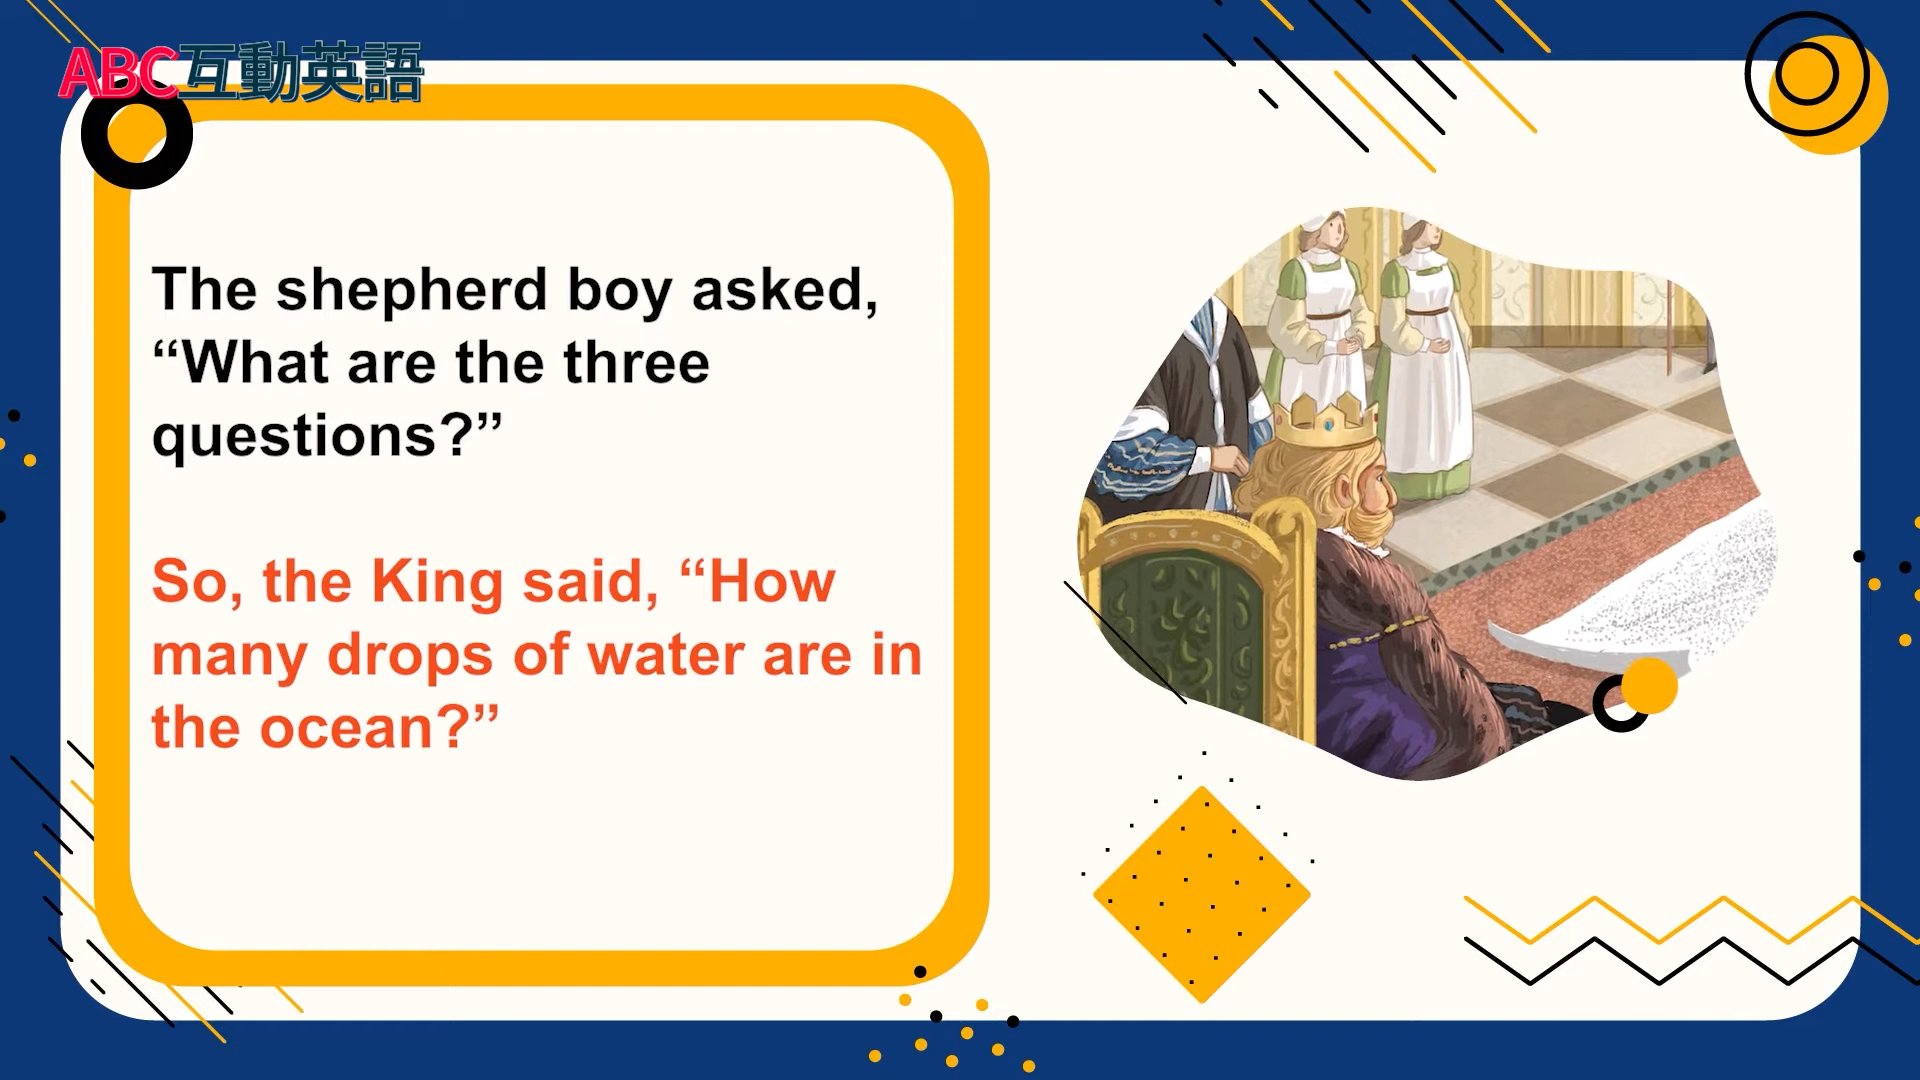 ABC互動英語
The shepherd boy asked,
“What are the three
questions?”
So, the King said, “How
many drops of water are in
the ocean?”